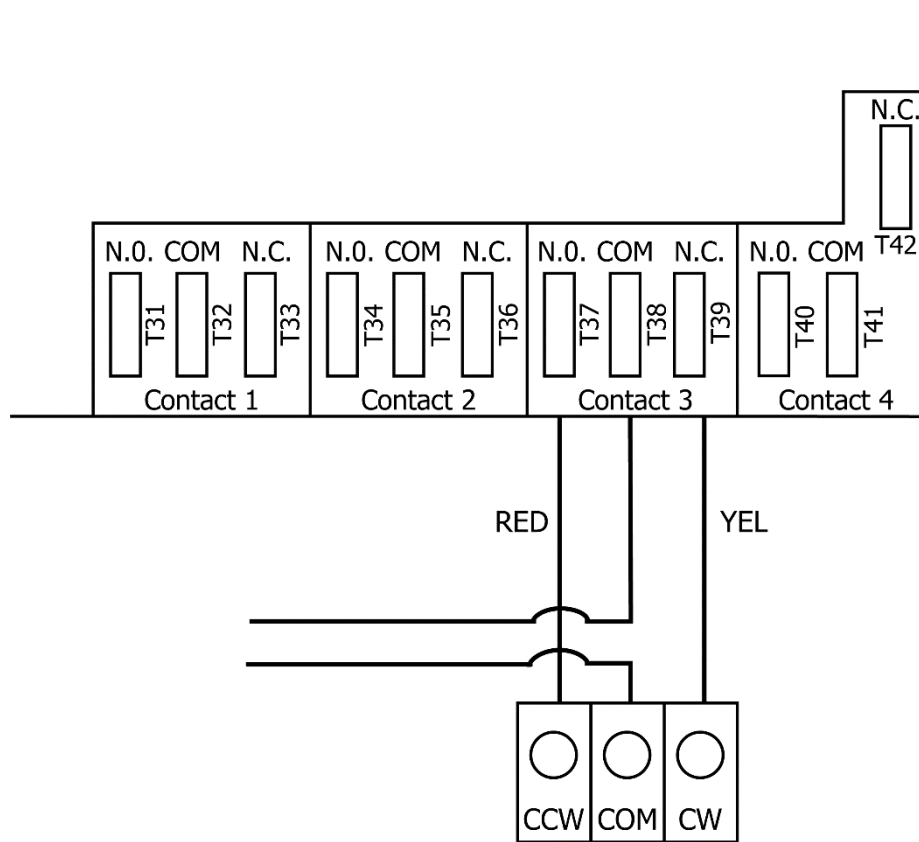 N.C.
T42
N.0. COM N.C.
T31 T32 T33
Contact 1
N.0. COM N.C.
T34 T35 T36
Contact 2
N.0. COM N.C.
T37 T38 T39
Contact 3
N.0. COM
T40 T41
Contact 4
RED
YEL
CCW COM CW